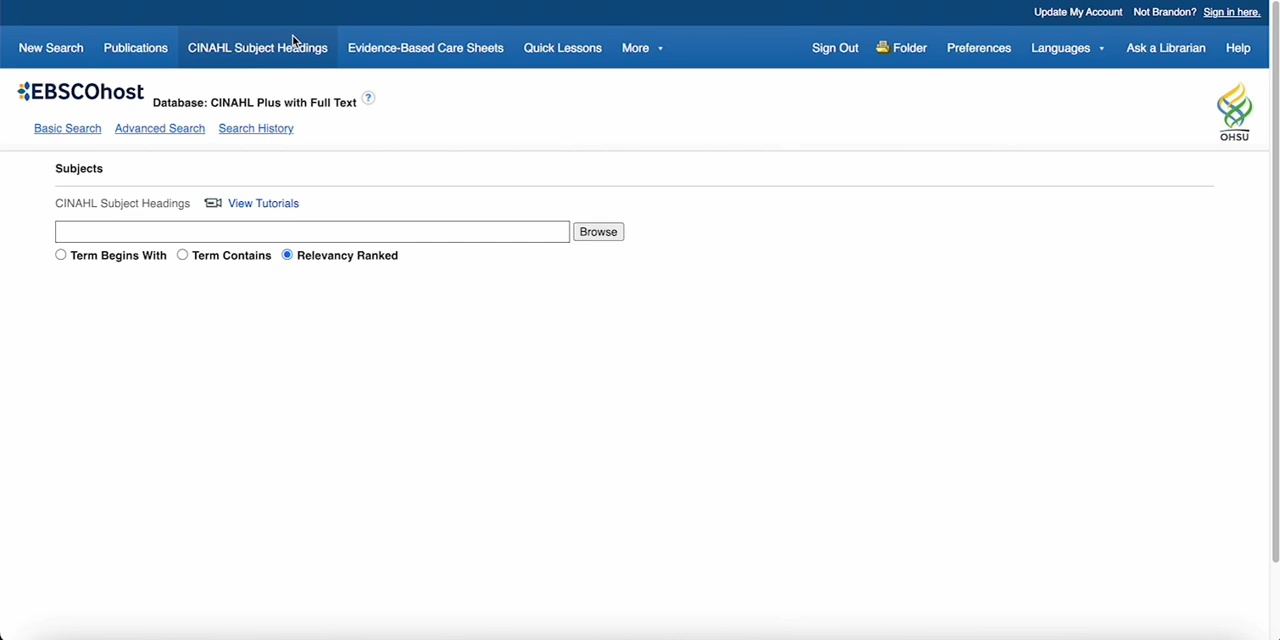 Update My Account Not Brandon? Sign in here.
New Search Publications CINAHL Subject Headings Evidence-Based Care Sheets Quick Lessons More Sign Out Folder Preferences Languages Ask a Librarian Help
EBSCOhost Database: CINAHL Plus with Full Text ?
OHSU
Basic Search Advanced Search Search History
Subjects
CINAHL Subject Headings View Tutorials
Browse
Term Begins With Term Contains Relevancy Ranked